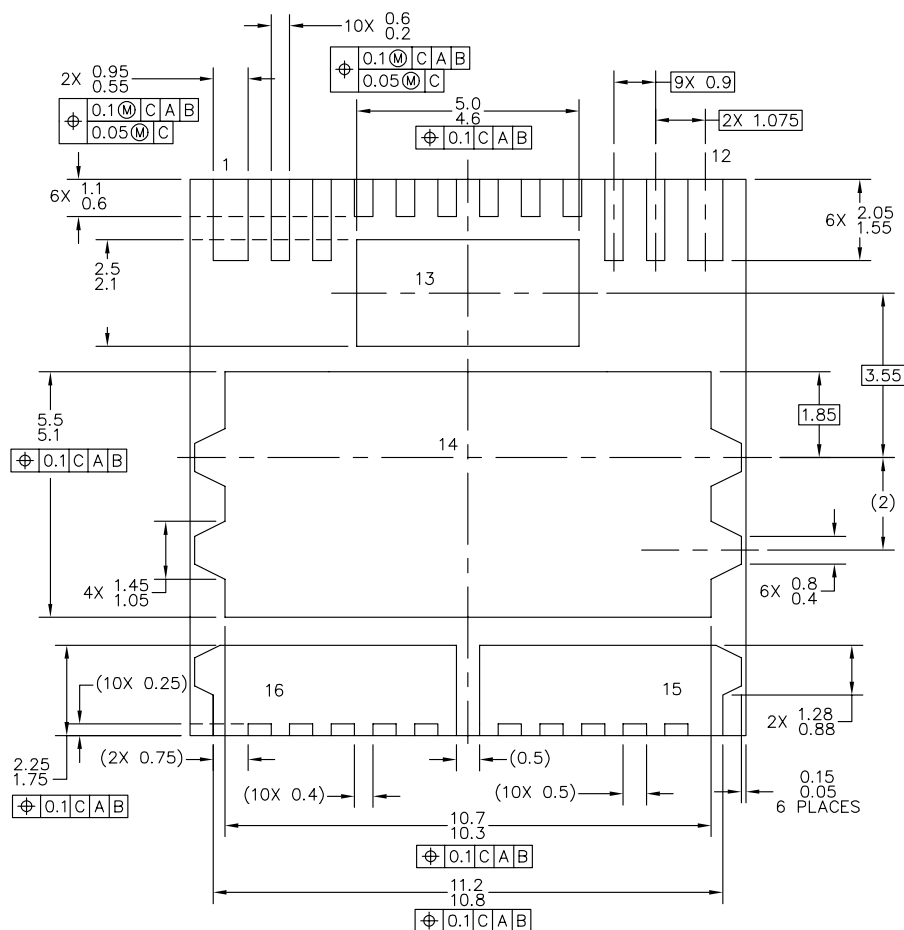 10X 0.6
0.2
⌖ 0.1 Ⓜ C A B
0.05 Ⓜ C
2X 0.95
0.55
⌖ 0.1 Ⓜ C A B
0.05 Ⓜ C
5.0
4.6
⌖ 0.1 C A B
9X 0.9
2X 1.075
1
12
6X 1.1
0.6
6X 2.05
1.55
2.5
2.1
13
3.55
1.85
5.5
5.1
⌖ 0.1 C A B
14
(2)
4X 1.45
1.05
6X 0.8
0.4
(10X 0.25)
16
15
2X 1.28
0.88
2.25
1.75
⌖ 0.1 C A B
(2X 0.75)
(0.5)
(10X 0.4)
(10X 0.5)
0.15
0.05
6 PLACES
10.7
10.3
⌖ 0.1 C A B
11.2
10.8
⌖ 0.1 C A B